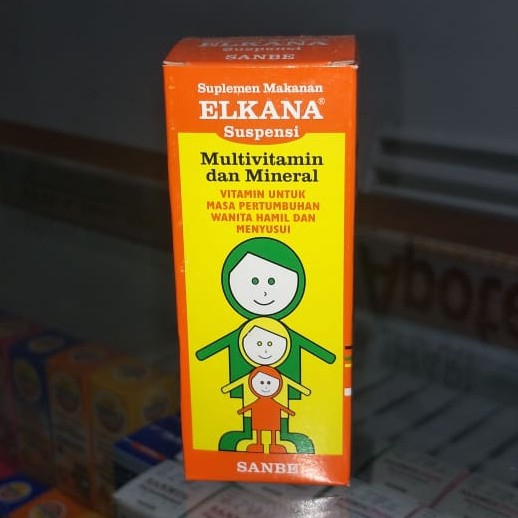 ELKANA
Suspensi
SANBE
Suplemen Makanan
ELKANA®
Suspensi
Multivitamin
dan Mineral
VITAMIN UNTUK
MASA PERTUMBUHAN
WANITA HAMIL DAN
MENYUSUI
SANBE
Apote